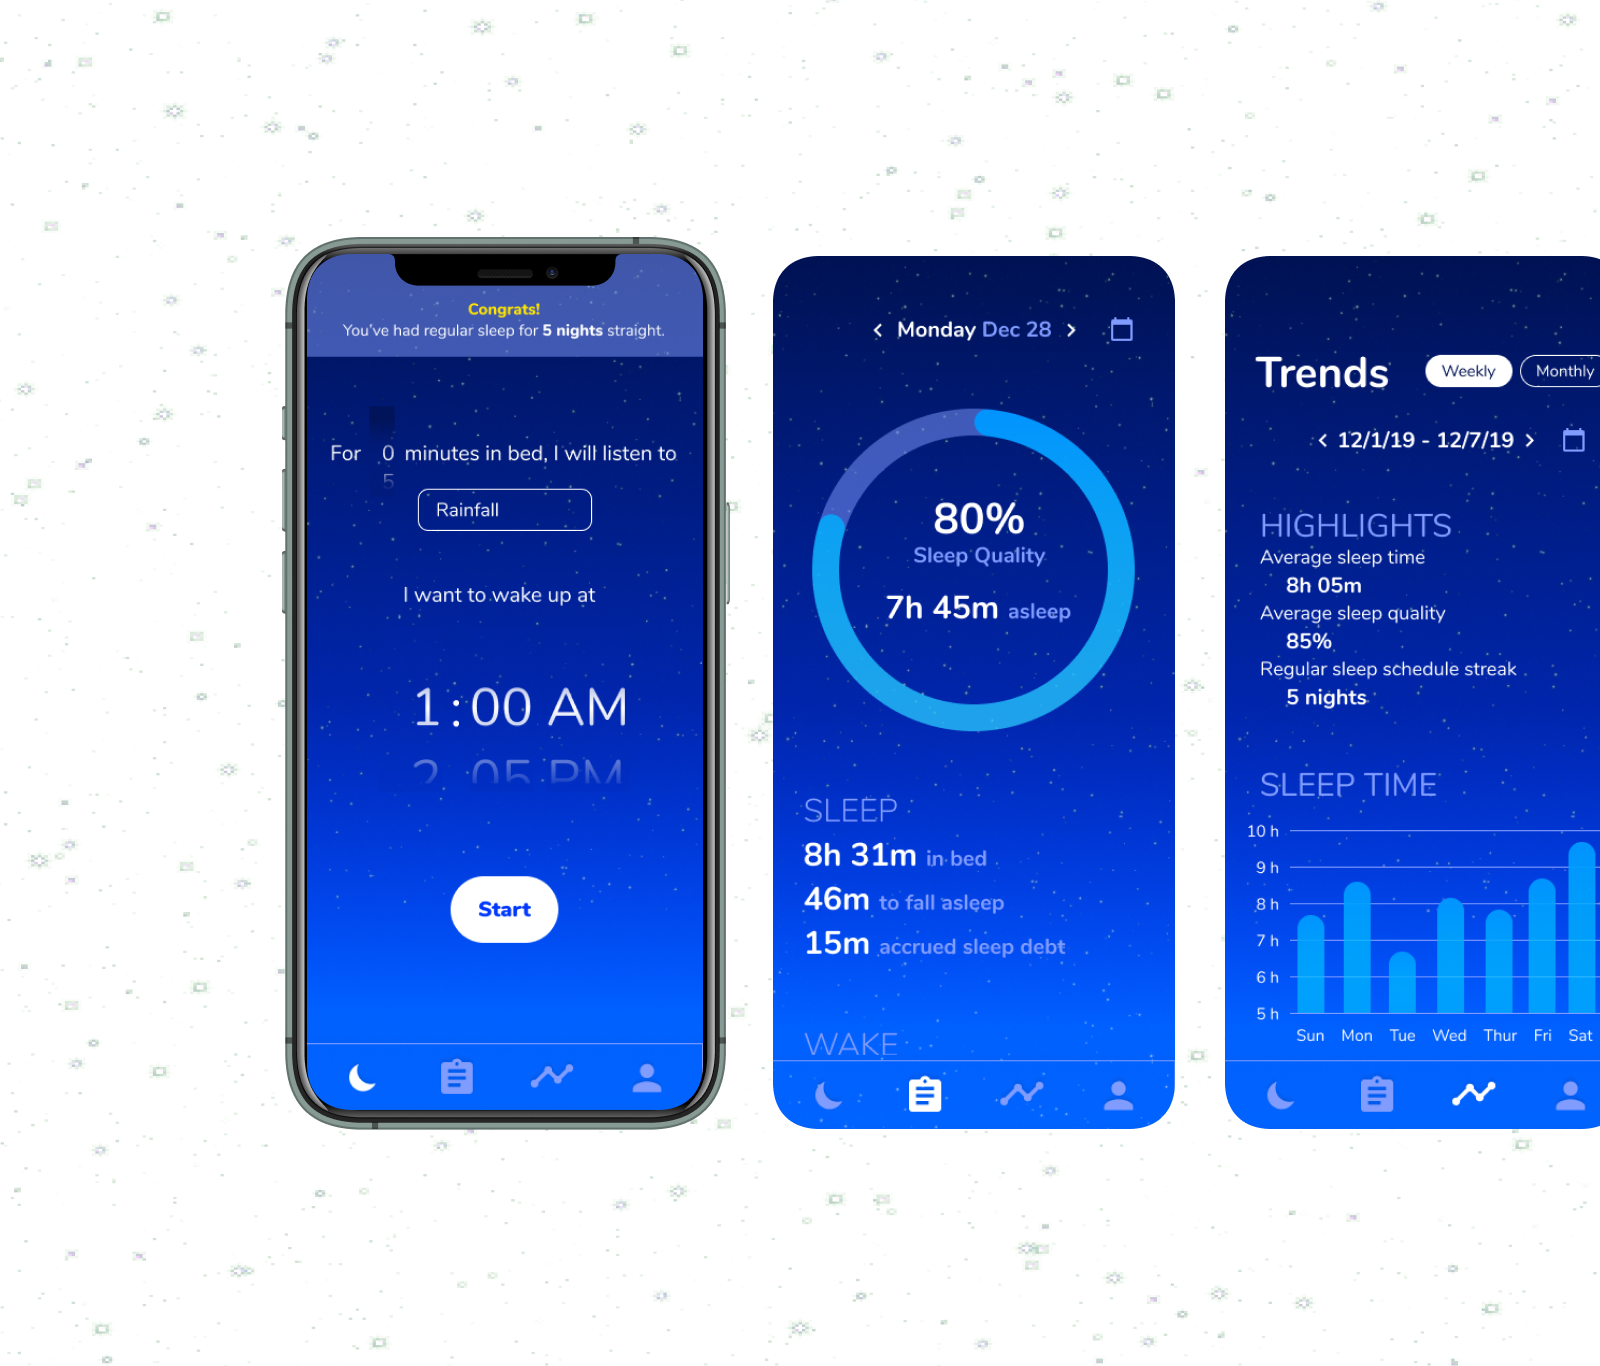 Congrats!
You've had regular sleep for 5 nights straight.
For 0 minutes in bed, I will listen to
5
Rainfall
I want to wake up at
1:00 AM
2 05 PM
Start
Monday Dec 28
80%
Sleep Quality
7h 45m asleep
SLEEP
8h 31m in bed
46m to fall asleep
15m accrued sleep debt
WAKE
Trends
Weekly
Monthly
12/1/19 - 12/7/19
HIGHLIGHTS
Average sleep time
8h 05m
Average sleep quality
85%
Regular sleep schedule streak
5 nights
SLEEP TIME
10 h
9 h
8 h
7 h
6 h
5 h
Sun Mon Tue Wed Thur Fri Sat